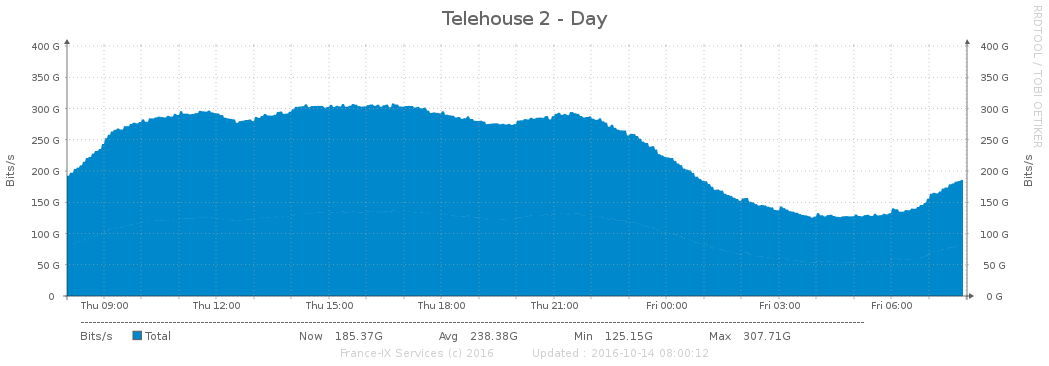 Telehouse 2 - Day
RRDTOOL / TOBI OETIKER
Bits/s
Bits/s
400 G 400 G
350 G 350 G
300 G 300 G
250 G 250 G
200 G 200 G
150 G 150 G
100 G 100 G
50 G 50 G
0 0 G
Thu 09:00 Thu 12:00 Thu 15:00 Thu 18:00 Thu 21:00 Fri 00:00 Fri 03:00 Fri 06:00
Bits/s Total Now 185.37G Avg 238.38G Min 125.15G Max 307.71G
France-IX Services (c) 2016 Updated : 2016-10-14 08:00:12